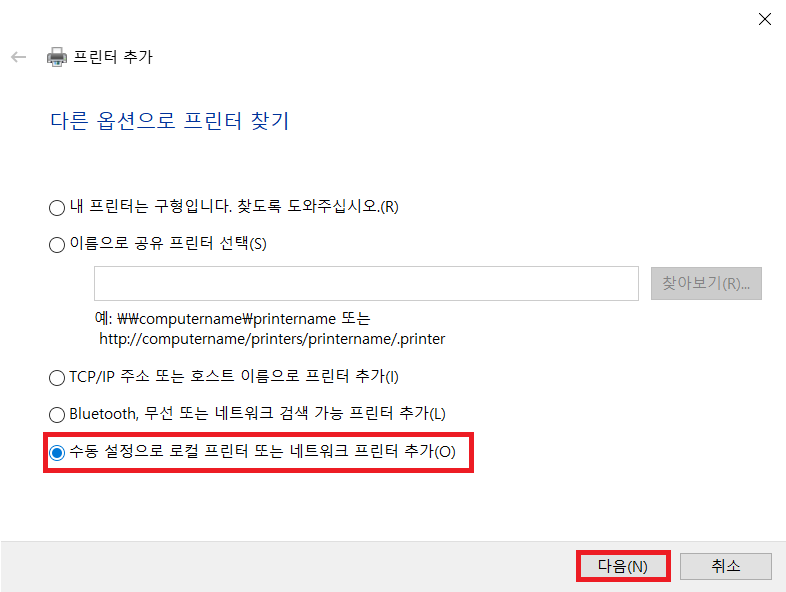 프린터 추가
다른 옵션으로 프린터 찾기
내 프린터는 구형입니다. 찾도록 도와주십시오.(R)
이름으로 공유 프린터 선택(S)
찾아보기(R)...
예: ₩₩computername₩printername 또는
http://computername/printers/printername/.printer
TCP/IP 주소 또는 호스트 이름으로 프린터 추가(I)
Bluetooth, 무선 또는 네트워크 검색 가능 프린터 추가(L)
수동 설정으로 로컬 프린터 또는 네트워크 프린터 추가(O)
다음(N)
취소